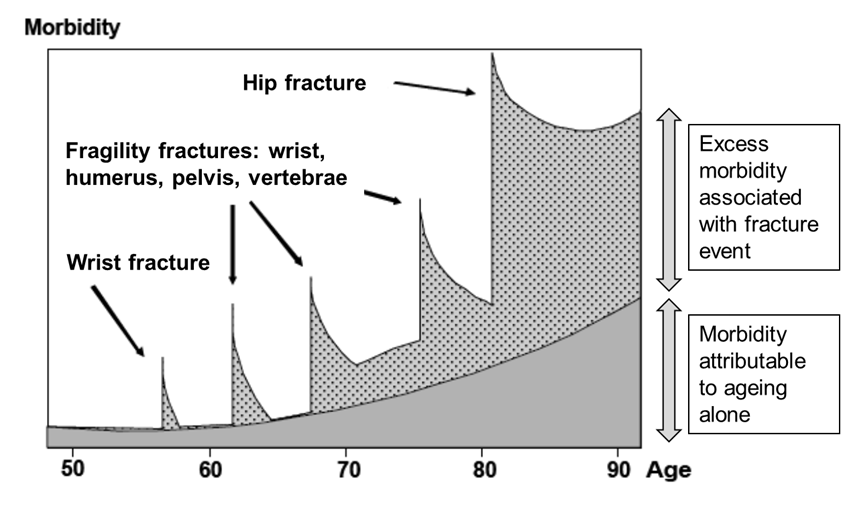 Morbidity
Hip fracture
Fragility fractures: wrist,
humerus, pelvis, vertebrae
Wrist fracture
Excess
morbidity
associated
with fracture
event
Morbidity
attributable
to ageing
alone
50 60 70 80 90 Age